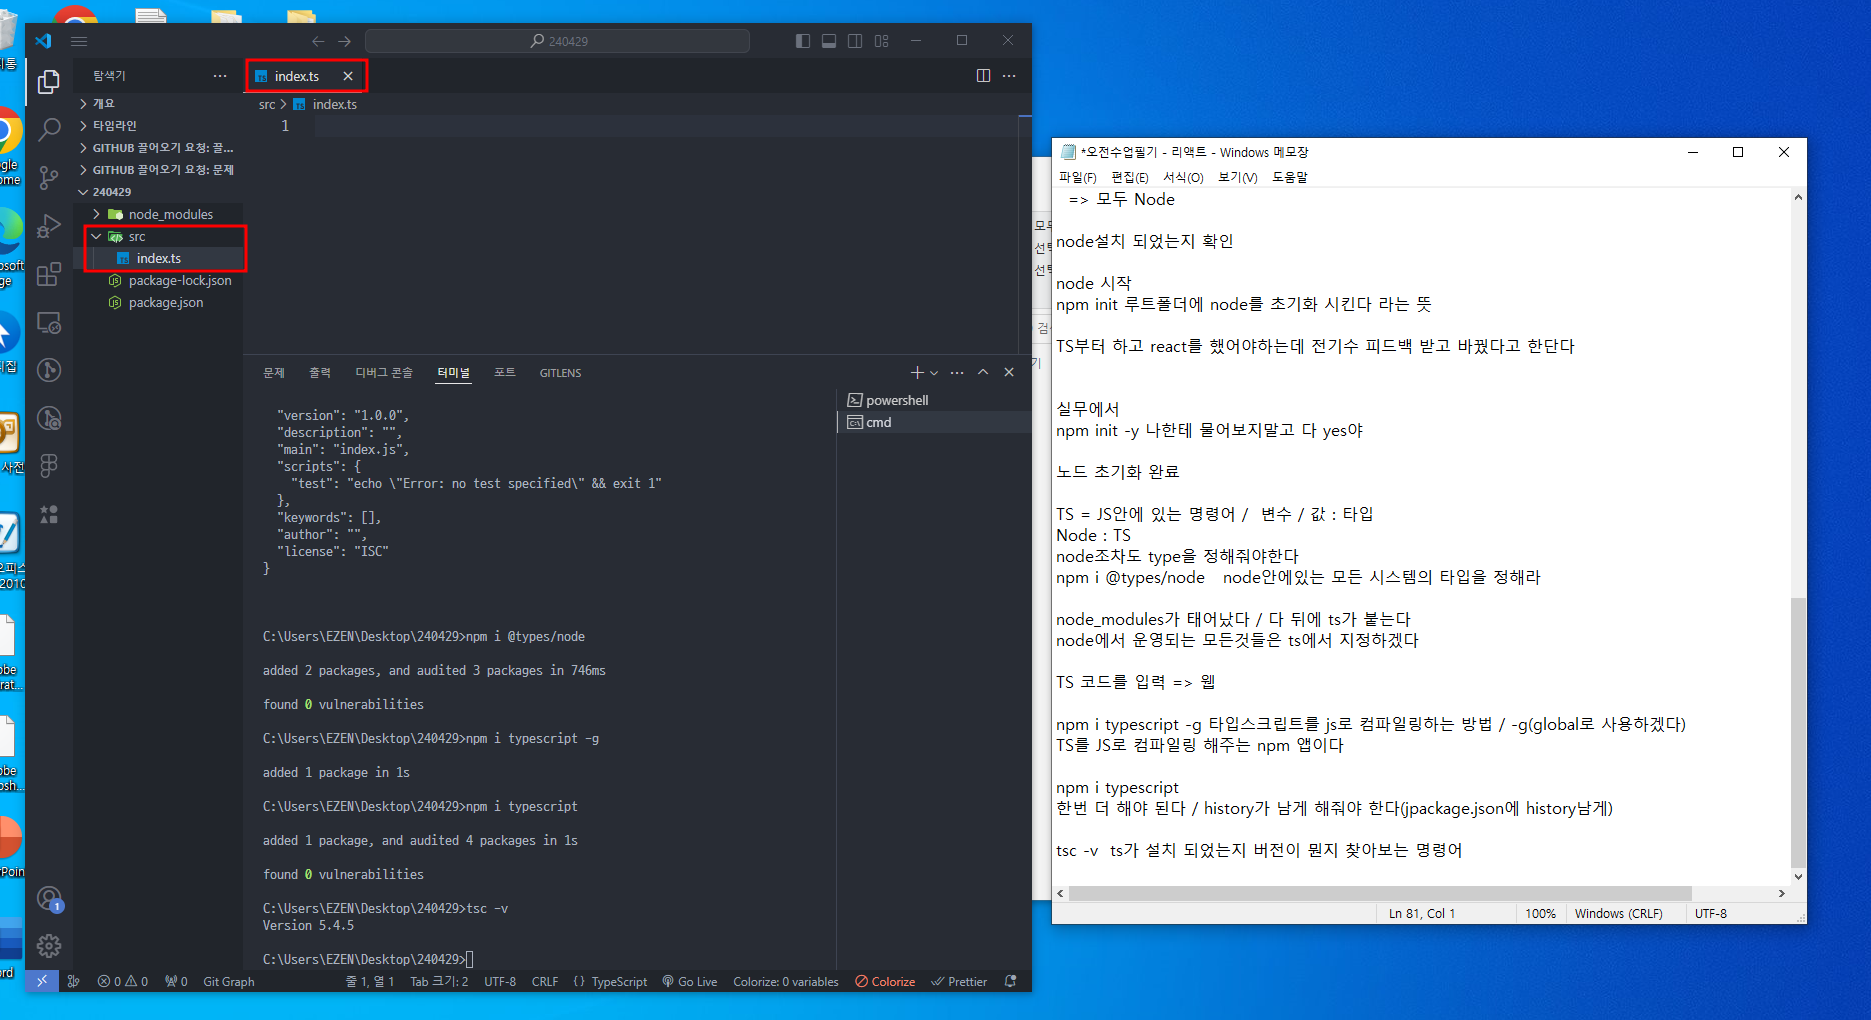 240429
탐색기
index.ts
개요
타임라인
GITHUB 끌어오기 요청: 끌...
GITHUB 끌어오기 요청: 문제
240429
node_modules
src
index.ts
package-lock.json
package.json
src > index.ts
1
문제 출력 디버그 콘솔 터미널 포트 GITLENS
powershell
cmd
"version": "1.0.0",
"description": "",
"main": "index.js",
"scripts": {
"test": "echo \"Error: no test specified\" && exit 1"
},
"keywords": [],
"author": "",
"license": "ISC"
}
C:\Users\EZEN\Desktop\240429>npm i @types/node
added 2 packages, and audited 3 packages in 746ms
found 0 vulnerabilities
C:\Users\EZEN\Desktop\240429>npm i typescript -g
added 1 package in 1s
C:\Users\EZEN\Desktop\240429>npm i typescript
added 1 package, and audited 4 packages in 1s
found 0 vulnerabilities
C:\Users\EZEN\Desktop\240429>tsc -v
Version 5.4.5
C:\Users\EZEN\Desktop\240429>
1
0 0 0 Git Graph 줄 1, 열 1 Tab 크기: 2 UTF-8 CRLF {} TypeScript Go Live Colorize: 0 variables Colorize Prettier
*오전수업필기 - 리액트 - Windows 메모장
파일(F) 편집(E) 서식(O) 보기(V) 도움말
=> 모두 Node
node설치 되었는지 확인
node 시작
npm init 루트폴더에 node를 초기화 시킨다 라는 뜻
TS부터 하고 react를 했어야하는데 전기수 피드백 받고 바꿨다고 한단다
실무에서
npm init -y 나한테 물어보지말고 다 yes야
노드 초기화 완료
TS = JS안에 있는 명령어 / 변수 / 값 : 타입
Node : TS
node조차도 type을 정해줘야한다
npm i @types/node node안에있는 모든 시스템의 타입을 정해라
node_modules가 태어났다 / 다 뒤에 ts가 붙는다
node에서 운영되는 모든것들은 ts에서 지정하겠다
TS 코드를 입력 => 웹
npm i typescript -g 타입스크립트를 js로 컴파일링하는 방법 / -g(global로 사용하겠다)
TS를 JS로 컴파일링 해주는 npm 앱이다
npm i typescript
한번 더 해야 된다 / history가 남게 해줘야 한다(jpackage.json에 history남게)
tsc -v ts가 설치 되었는지 버전이 뭔지 찾아보는 명령어
Ln 81, Col 1 100% Windows (CRLF) UTF-8